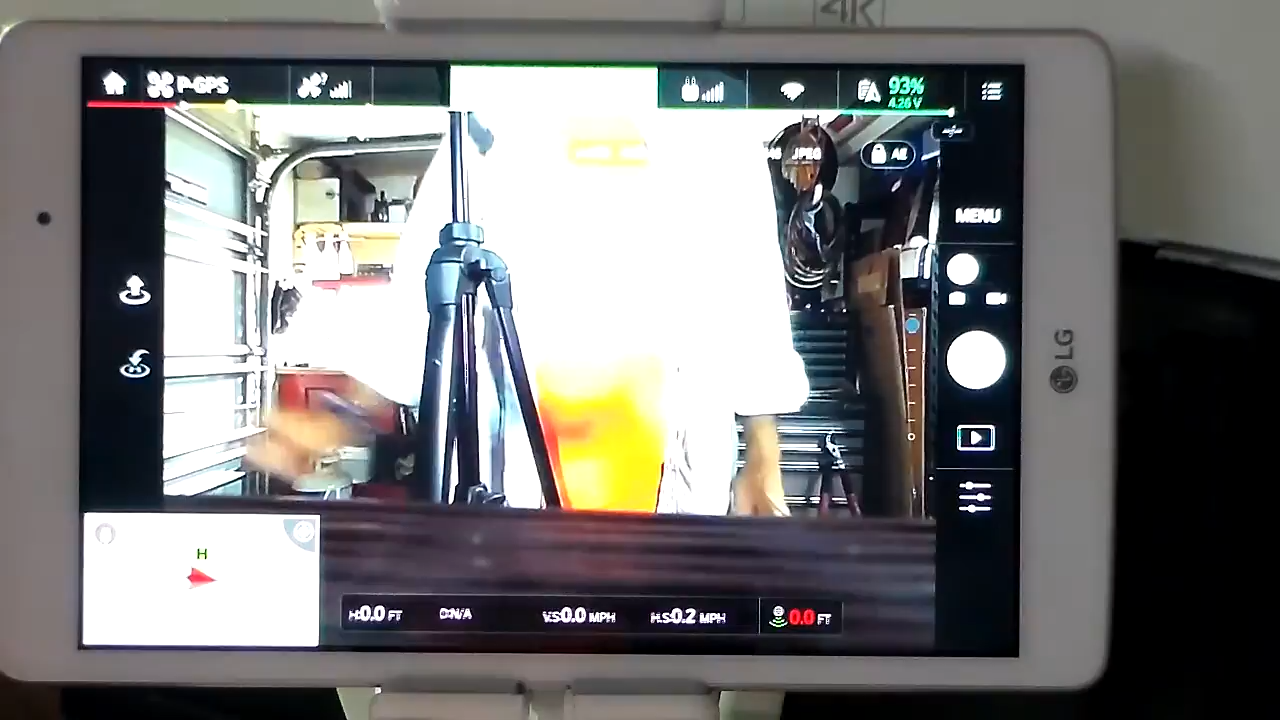 4K
P-GPS
93%
4.26 V
JPEG
AE
MENU
LG
H
H:0.0 FT D:N/A V.S:0.0 MPH H.S:0.2 MPH 0.0 FT